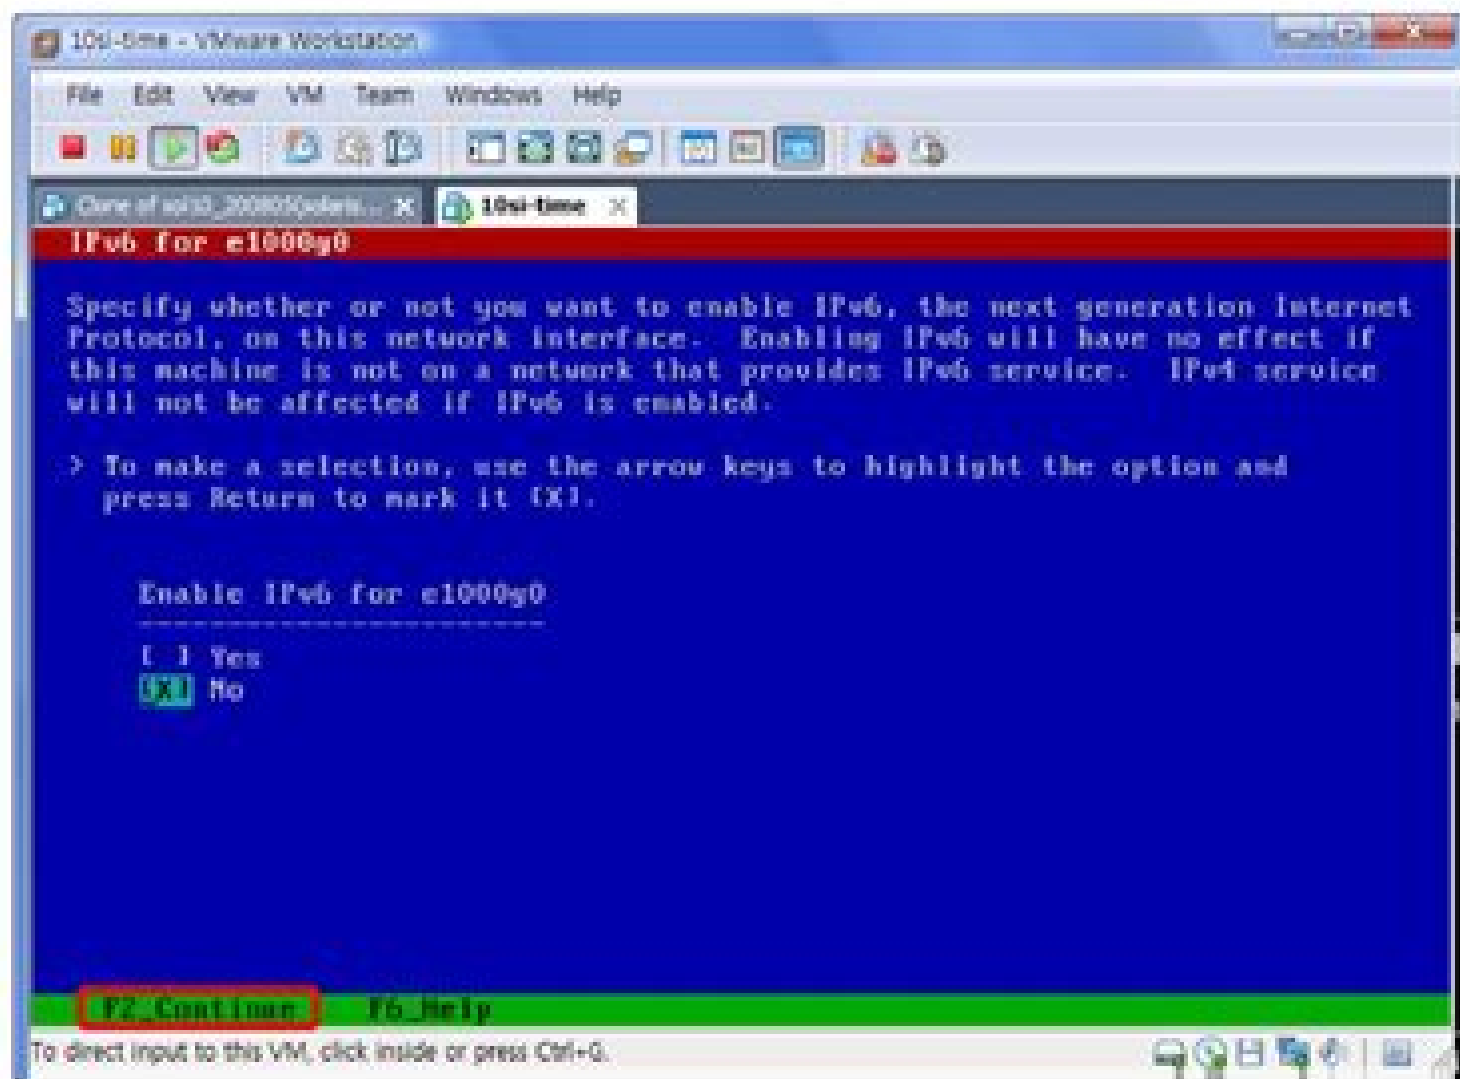 10si-time - VMware Workstation
File Edit View VM Team Windows Help
Clone of sol10_200805(solaris... 10si-time
IPv6 for e1000g0
Specify whether or not you want to enable IPv6, the next generation Internet
Protocol, on this network interface.  Enabling IPv6 will have no effect if
this machine is not on a network that provides IPv6 service.  IPv4 service
will not be affected if IPv6 is enabled.
> To make a selection, use the arrow keys to highlight the option and
press Return to mark it [X].
Enable IPv6 for e1000g0
-----------------------
[ ] Yes
[X] No
F2_Continue F6_Help
To direct input to this VM, click inside or press Ctrl+G.